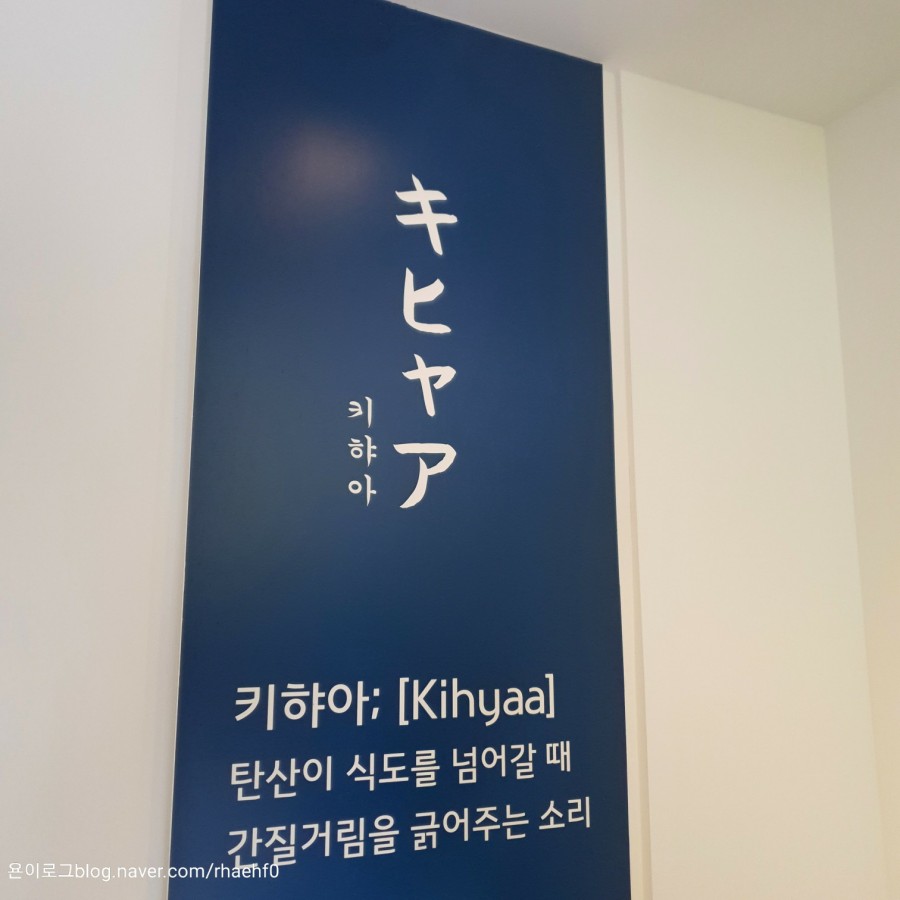 キヒャア
키햐아
키햐아; [Kihyaa]
탄산이 식도를 넘어갈 때
간질거림을 긁어주는 소리
욘이로그blog.naver.com/rhaehf0